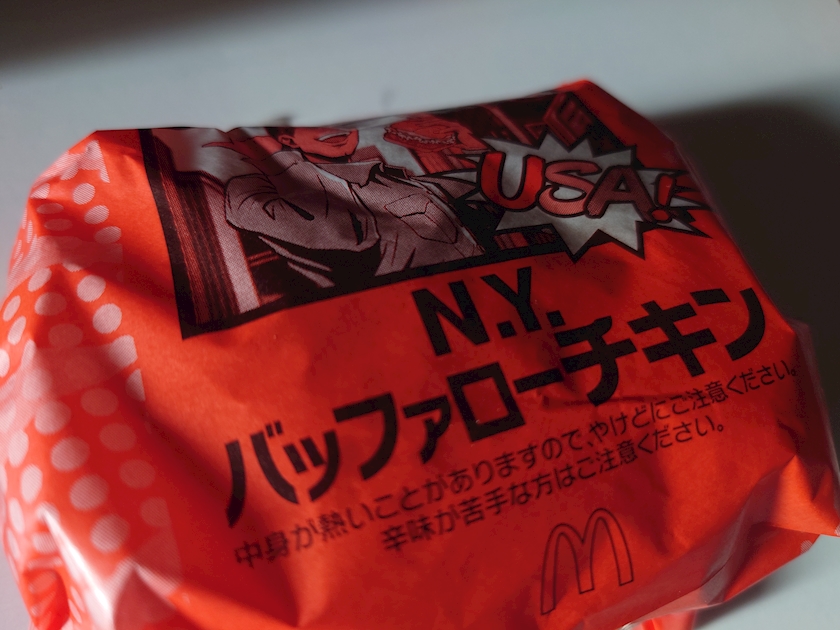 USA!
N.Y.
バッファローチキン
中身が熱いことがありますので、やけどにご注意ください。
辛味が苦手な方はご注意ください。